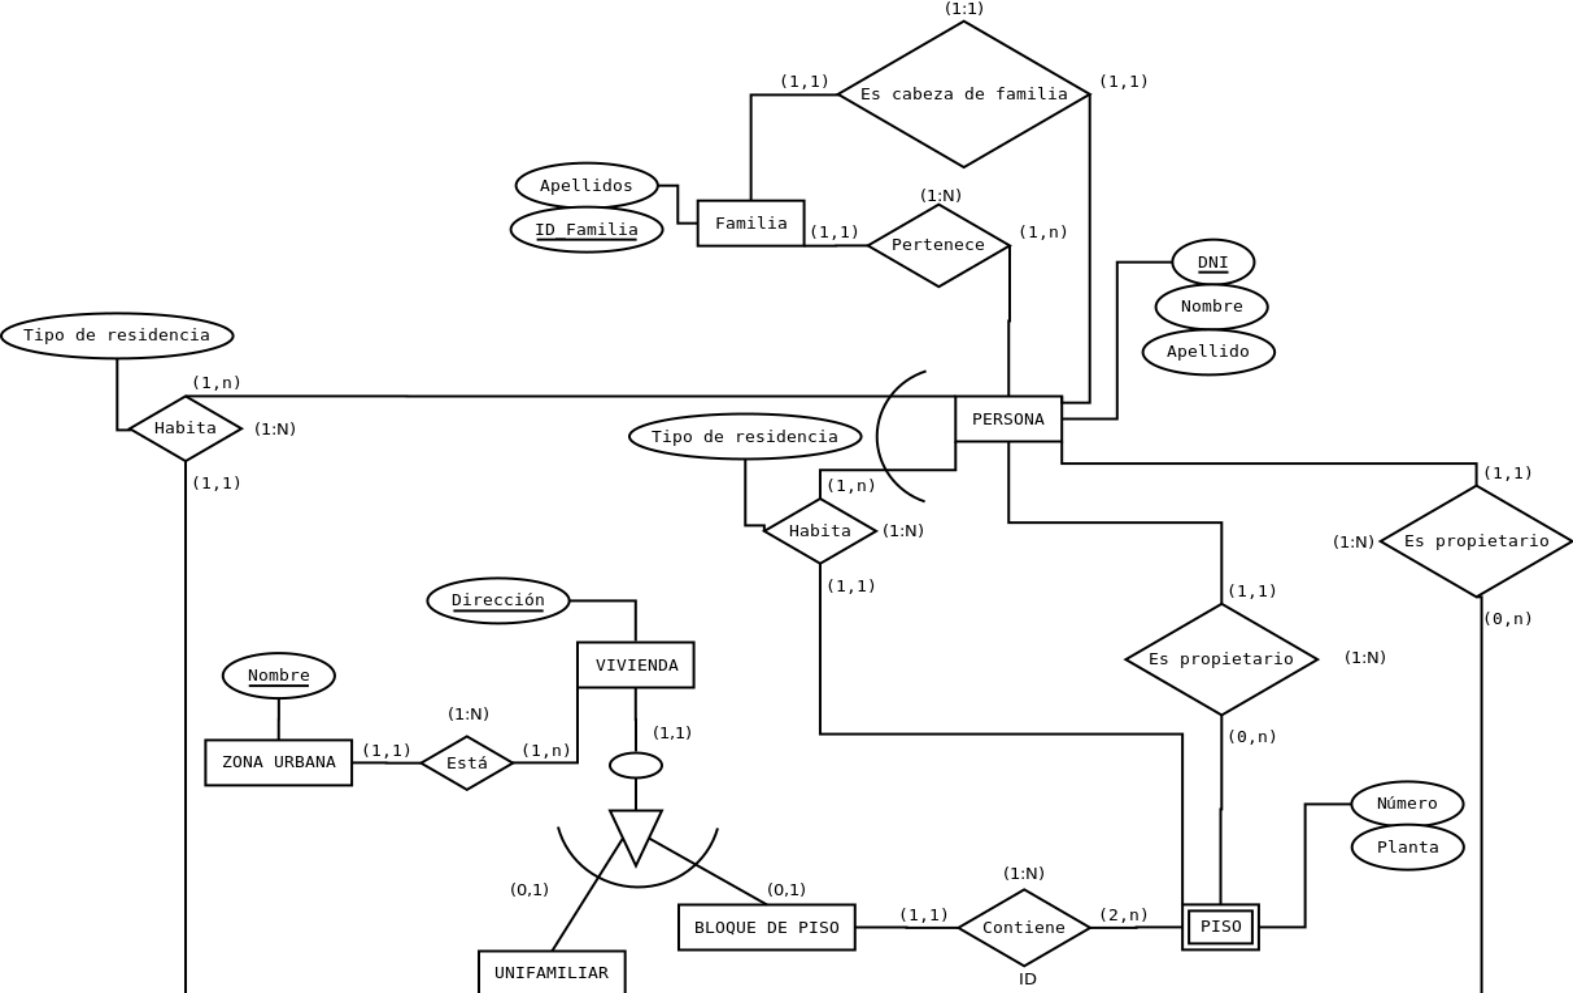 (1:1)
(1,1)
Es cabeza de familia
(1,1)
Apellidos
(1:N)
ID_Familia
Familia
(1,1)
Pertenece
(1,n)
DNI
Nombre
Apellido
Tipo de residencia
(1,n)
Habita
(1:N)
(1,1)
PERSONA
Tipo de residencia
(1,n)
Habita
(1:N)
(1,1)
(1,1)
(1:N)
Es propietario
(0,n)
(1,1)
Es propietario
(1:N)
(0,n)
Dirección
VIVIENDA
Nombre
(1:N)
(1,1)
ZONA URBANA
(1,1)
Está
(1,n)
Número
Planta
(0,1)
(0,1)
(1:N)
BLOQUE DE PISO
(1,1)
Contiene
(2,n)
PISO
UNIFAMILIAR
ID